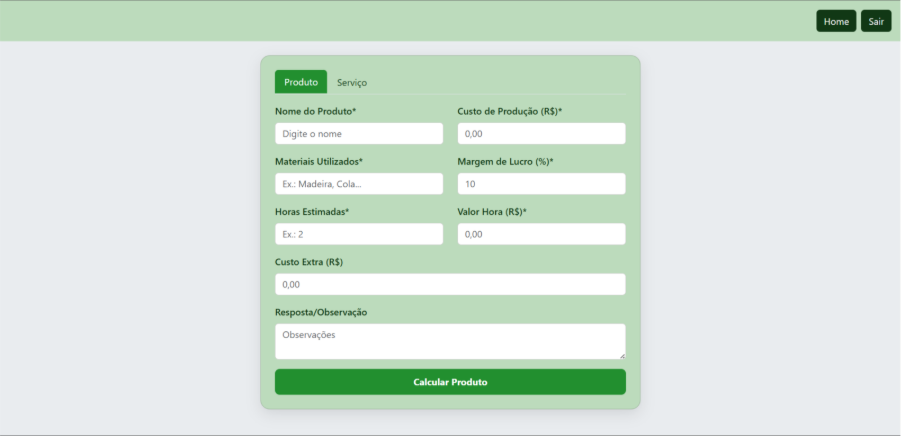 Home Sair
Produto Serviço
Nome do Produto* Custo de Produção (R$)*
Digite o nome 0,00
Materiais Utilizados* Margem de Lucro (%)*
Ex.: Madeira, Cola... 10
Horas Estimadas* Valor Hora (R$)*
Ex.: 2 0,00
Custo Extra (R$)
0,00
Resposta/Observação
Observações
Calcular Produto